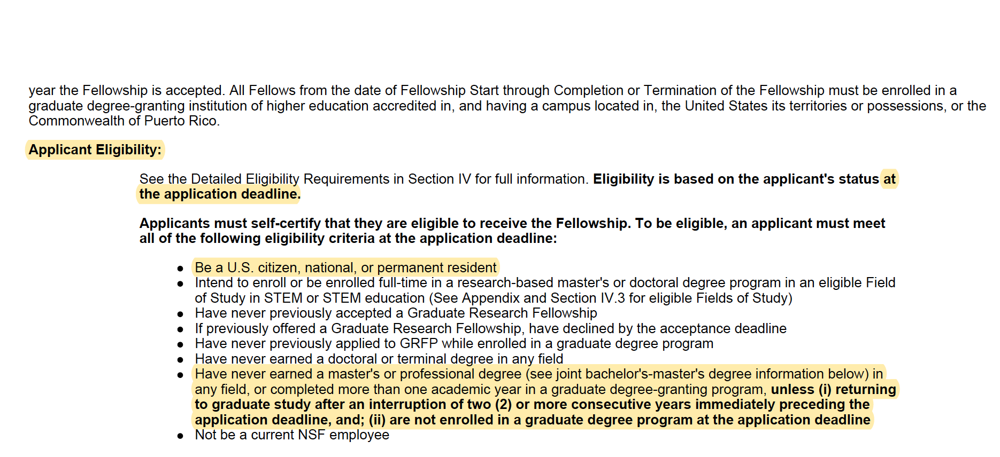 year the Fellowship is accepted. All Fellows from the date of Fellowship Start through Completion or Termination of the Fellowship must be enrolled in a
graduate degree-granting institution of higher education accredited in, and having a campus located in, the United States its territories or possessions, or the
Commonwealth of Puerto Rico.
Applicant Eligibility:
See the Detailed Eligibility Requirements in Section IV for full information. Eligibility is based on the applicant's status at
the application deadline.
Applicants must self-certify that they are eligible to receive the Fellowship. To be eligible, an applicant must meet
all of the following eligibility criteria at the application deadline:
● Be a U.S. citizen, national, or permanent resident
● Intend to enroll or be enrolled full-time in a research-based master's or doctoral degree program in an eligible Field
of Study in STEM or STEM education (See Appendix and Section IV.3 for eligible Fields of Study)
● Have never previously accepted a Graduate Research Fellowship
● If previously offered a Graduate Research Fellowship, have declined by the acceptance deadline
● Have never previously applied to GRFP while enrolled in a graduate degree program
● Have never earned a doctoral or terminal degree in any field
● Have never earned a master's or professional degree (see joint bachelor's-master's degree information below) in
any field, or completed more than one academic year in a graduate degree-granting program, unless (i) returning
to graduate study after an interruption of two (2) or more consecutive years immediately preceding the
application deadline, and; (ii) are not enrolled in a graduate degree program at the application deadline
● Not be a current NSF employee